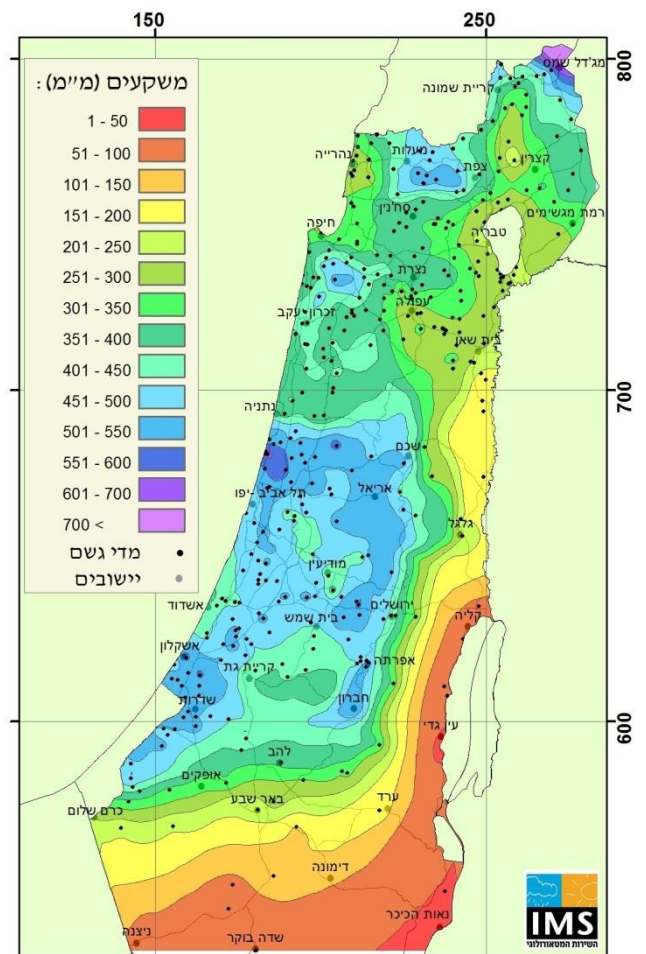 150
250
800
700
600
משקעים (מ״מ):
1 - 50
51 - 100
101 - 150
151 - 200
201 - 250
251 - 300
301 - 350
351 - 400
401 - 450
451 - 500
501 - 550
551 - 600
601 - 700
700 <
מדי גשם
יישובים
מג'דל שמס
קריית שמונה
מעלות
נהרייה
צפת
קצרין
סח'נין
רמת מגשימים
חיפה
טבריה
נצרת
עפולה
זכרון יעקב
בית שאן
נתניה
שכם
אריאל
תל אביב -יפו
גלגל
מודיעין
אשדוד
ירושלים
בית שמש
קליה
אשקלון
אפרתה
קריית גת
חברון
שדרות
עין גדי
להב
אופקים
באר שבע
ערד
כרם שלום
דימונה
נאות הכיכר
ניצנה
שדה בוקר
IMS
השירות המטאורולוגי